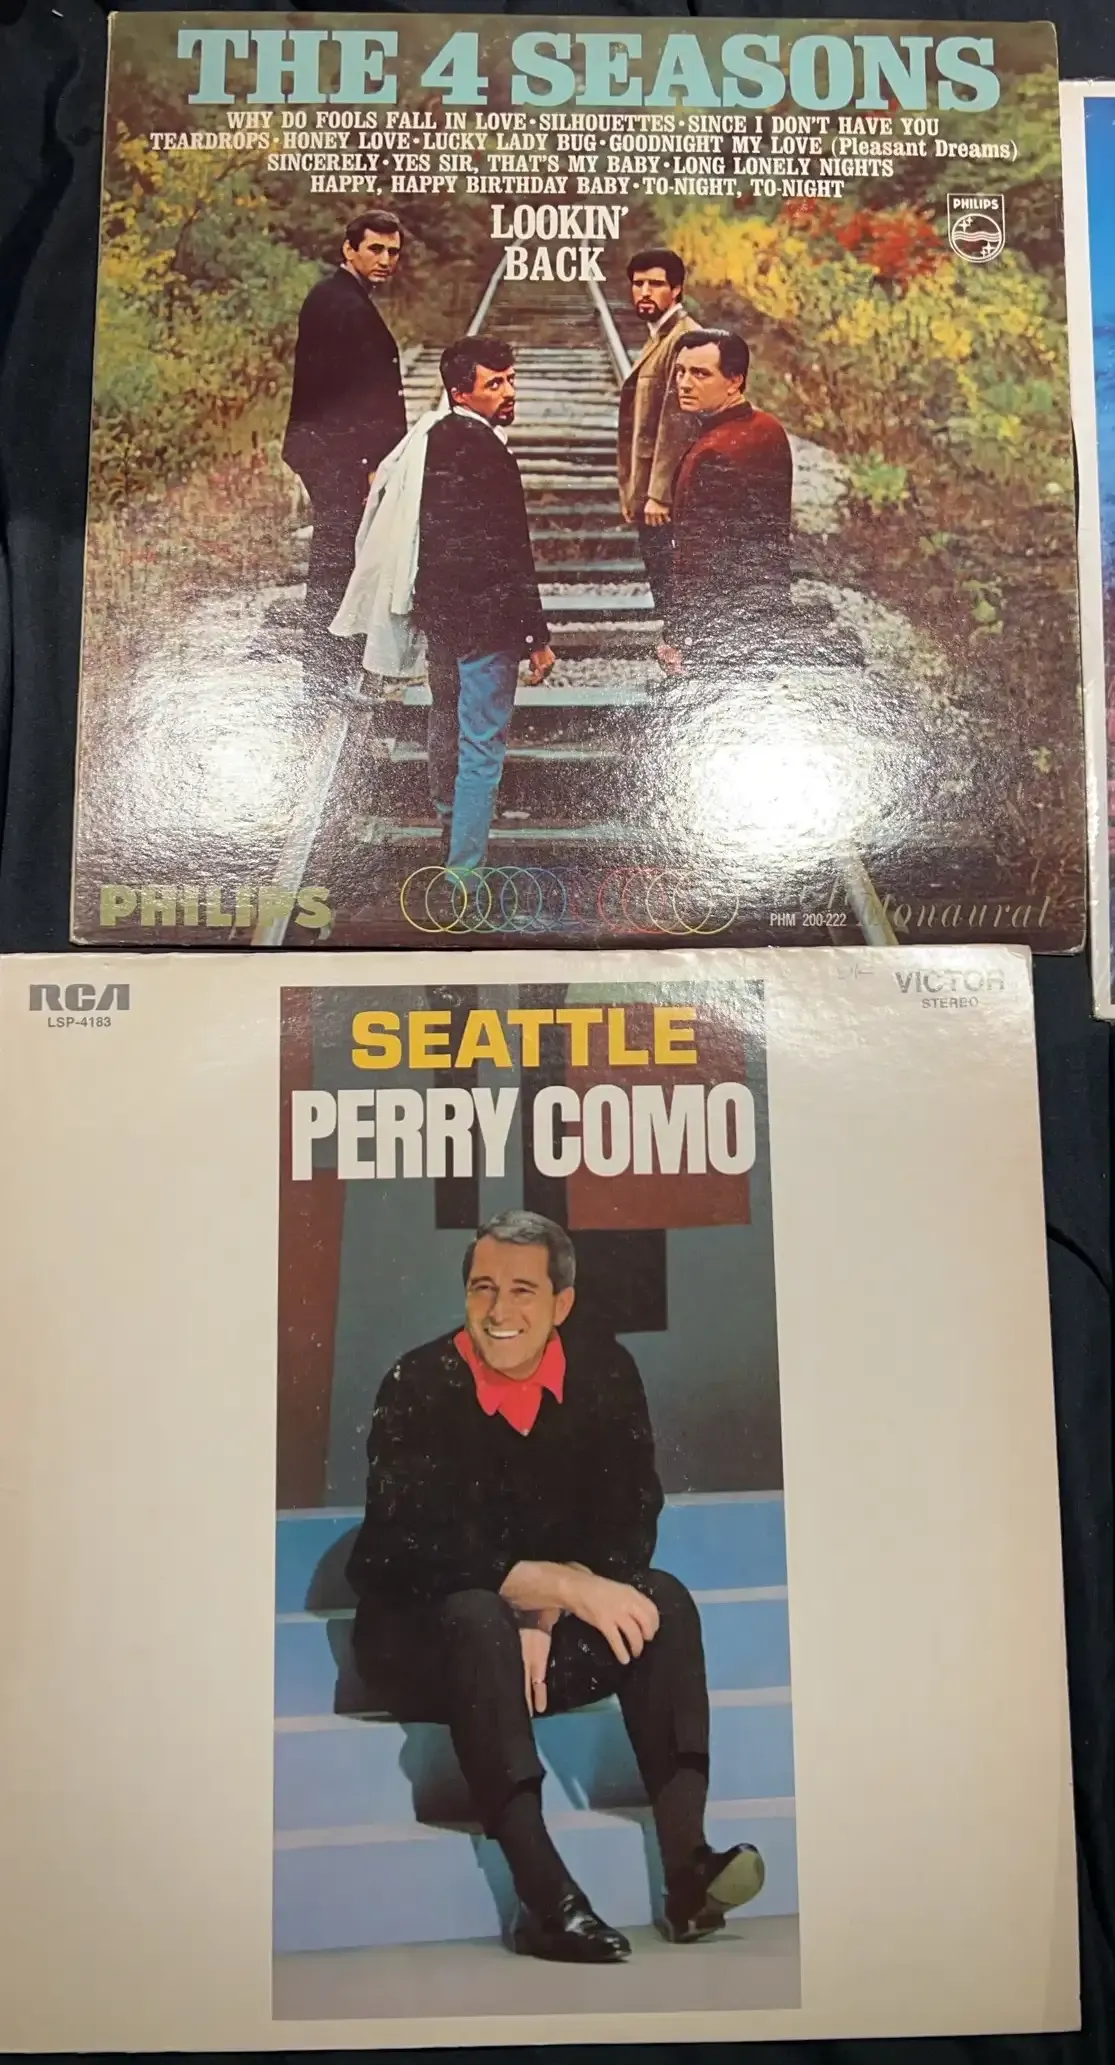 THE 4 SEASONS
WHY DO FOOLS FALL IN LOVE • SILHOUETTES • SINCE I DON'T HAVE YOU
TEARDROPS • HONEY LOVE • LUCKY LADY BUG • GOODNIGHT MY LOVE (Pleasant Dreams)
SINCERELY • YES SIR, THAT'S MY BABY • LONG LONELY NIGHTS
HAPPY, HAPPY BIRTHDAY BABY • TO-NIGHT, TO-NIGHT
LOOKIN'
BACK
PHILIPS
PHILIPS
PHM 200-222
Monaural
RCA
LSP-4183
VICTOR
STEREO
SEATTLE
PERRY COMO